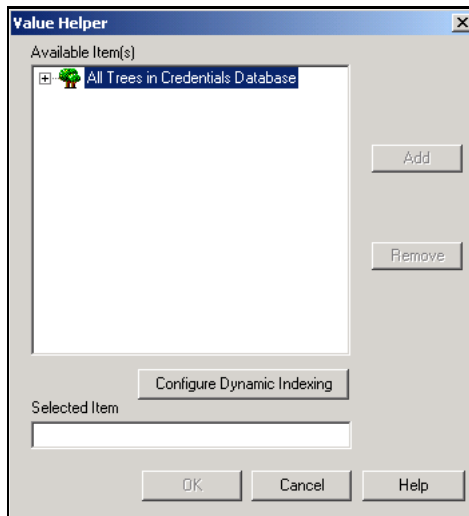 Value Helper
Available Item(s)
All Trees in Credentials Database
Add
Remove
Configure Dynamic Indexing
Selected Item
OK Cancel Help